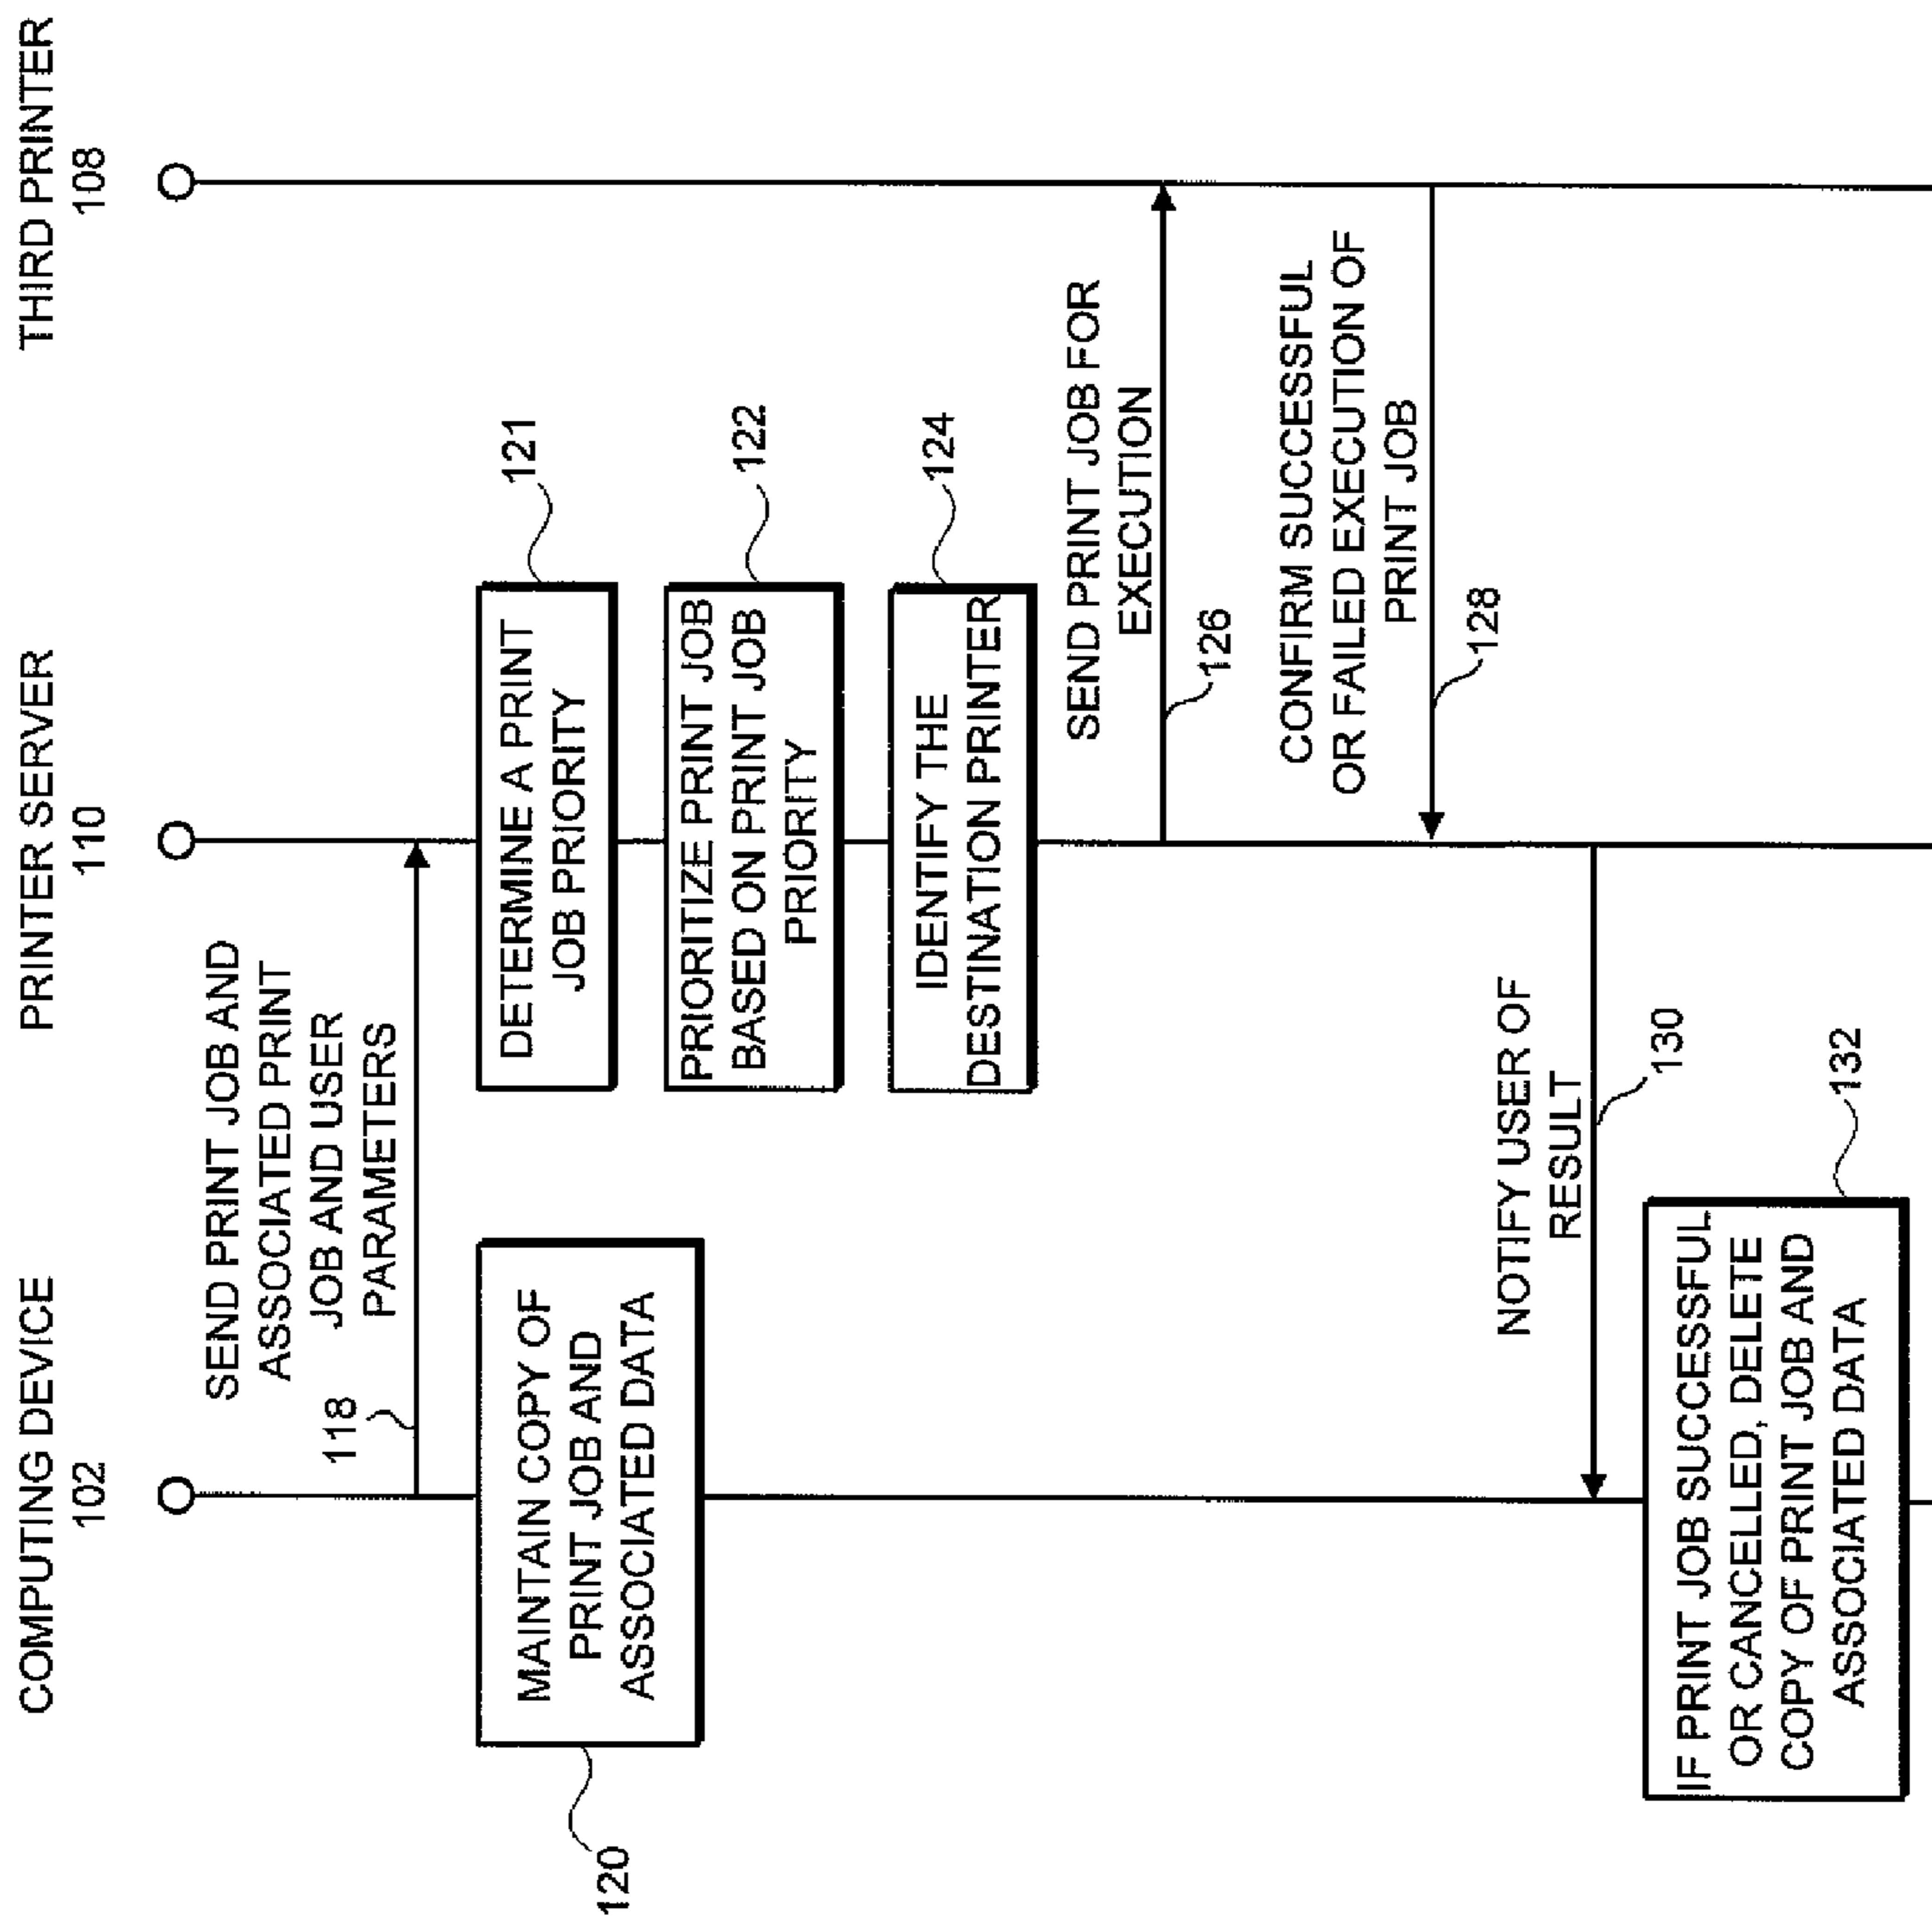 COMPUTING DEVICE
102
PRINTER SERVER
110
THIRD PRINTER
108
SEND PRINT JOB AND
ASSOCIATED PRINT
JOB AND USER
PARAMETERS
118
MAINTAIN COPY OF
PRINT JOB AND
ASSOCIATED DATA
120
DETERMINE A PRINT
JOB PRIORITY
121
PRIORITIZE PRINT JOB
BASED ON PRINT JOB
PRIORITY
122
IDENTIFY THE
DESTINATION PRINTER
124
SEND PRINT JOB FOR
EXECUTION
126
CONFIRM SUCCESSFUL
OR FAILED EXECUTION OF
PRINT JOB
128
NOTIFY USER OF
RESULT
130
IF PRINT JOB SUCCESSFUL
OR CANCELLED, DELETE
COPY OF PRINT JOB AND
ASSOCIATED DATA
132